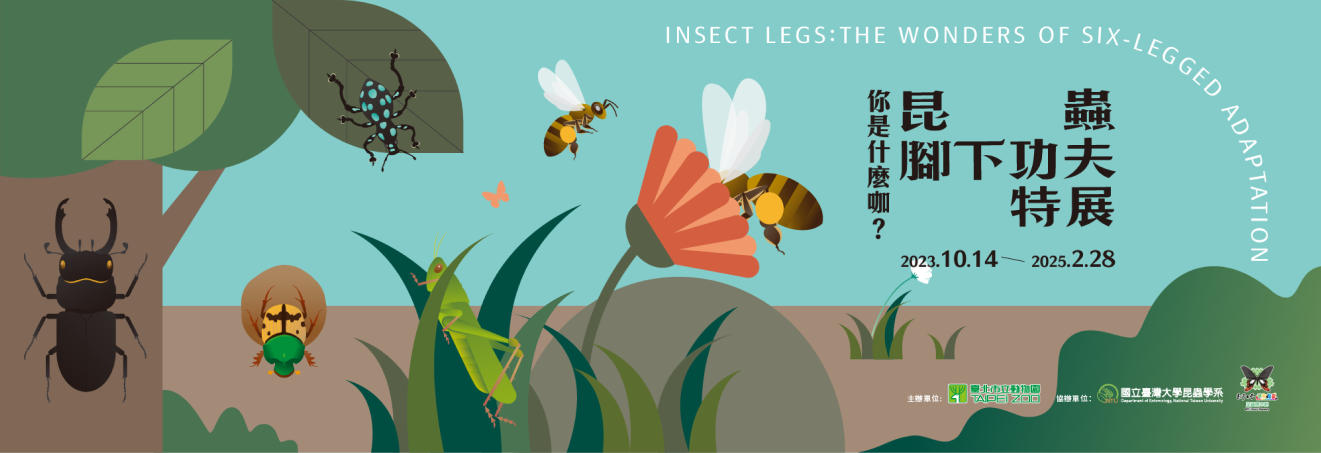 INSECT LEGS:THE WONDERS OF SIX-LEGGED ADAPTATION
你是什麼咖?
昆蟲
腳下功夫
特展
2023.10.14 — 2025.2.28
主辦單位:
臺北市立動物園
TAIPEI ZOO
協辦單位:
NTU
國立臺灣大學昆蟲學系
Department of Entomology, National Taiwan University